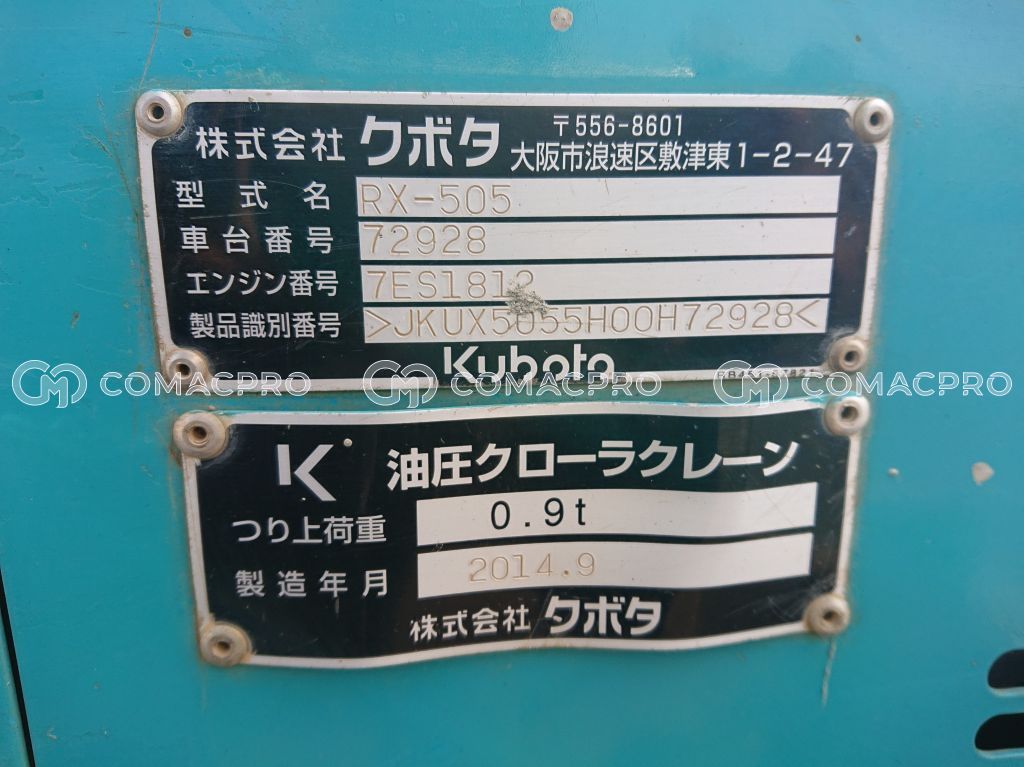 株式会社 クボタ 〒556-8601
大阪市浪速区敷津東1-2-47
型式名 RX-505
車台番号 72928
エンジン番号 7ES1812
製品識別番号 >JKUX5055H00H72928<
Kubota
COMACPRO COMACPRO COMACPRO COMACPRO
K 油圧クローラクレーン
つり上荷重 0.9t
製造年月 2014.9
株式会社 クボタ